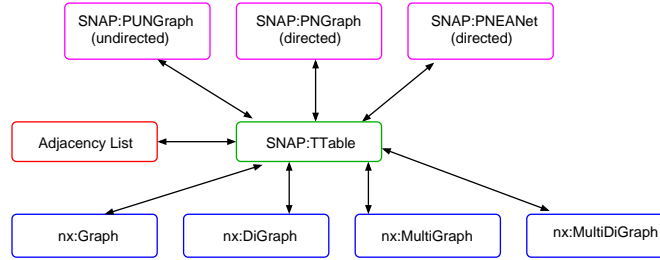 SNAP:PUNGraph
(undirected)
SNAP:PNGraph
(directed)
SNAP:PNEANet
(directed)
Adjacency List
SNAP:TTable
nx:Graph
nx:DiGraph
nx:MultiGraph
nx:MultiDiGraph